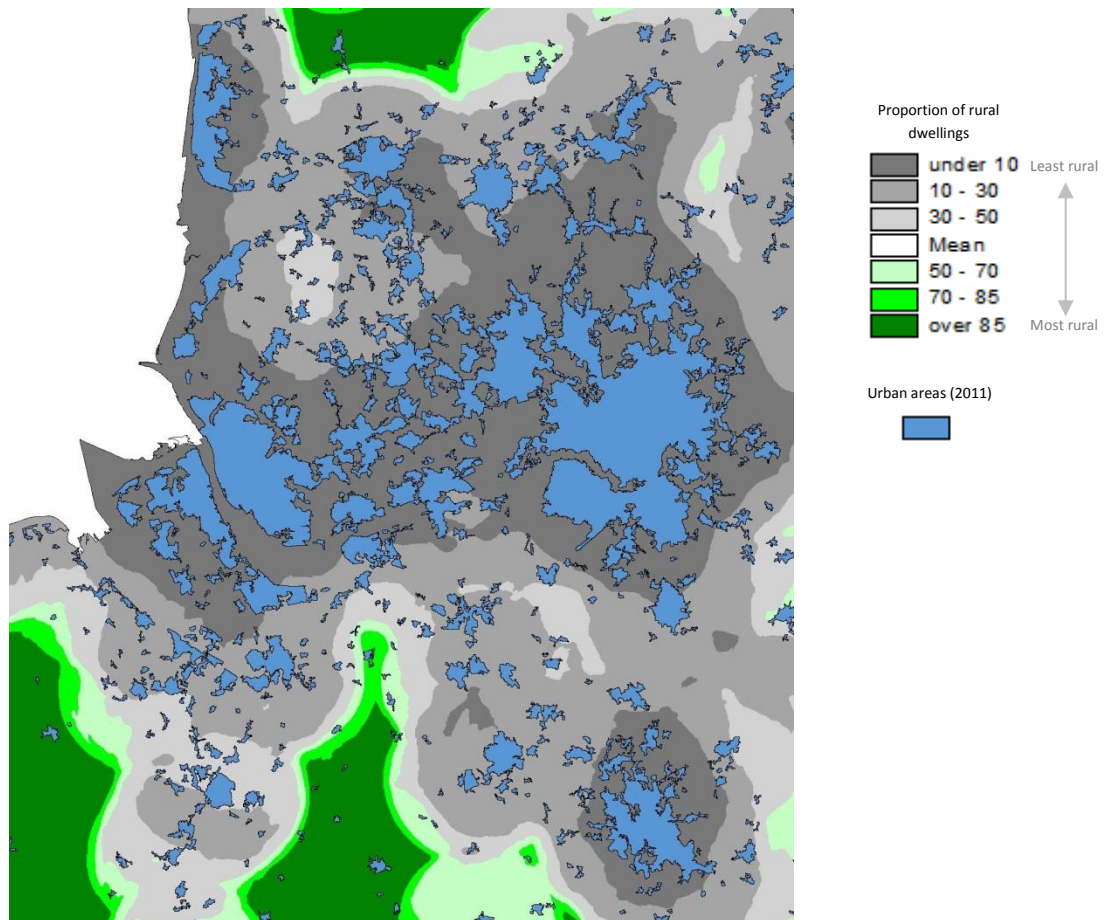 Proportion of rural
dwellings
under 10 Least rural
10 - 30
30 - 50
Mean
50 - 70
70 - 85
over 85 Most rural
Urban areas (2011)